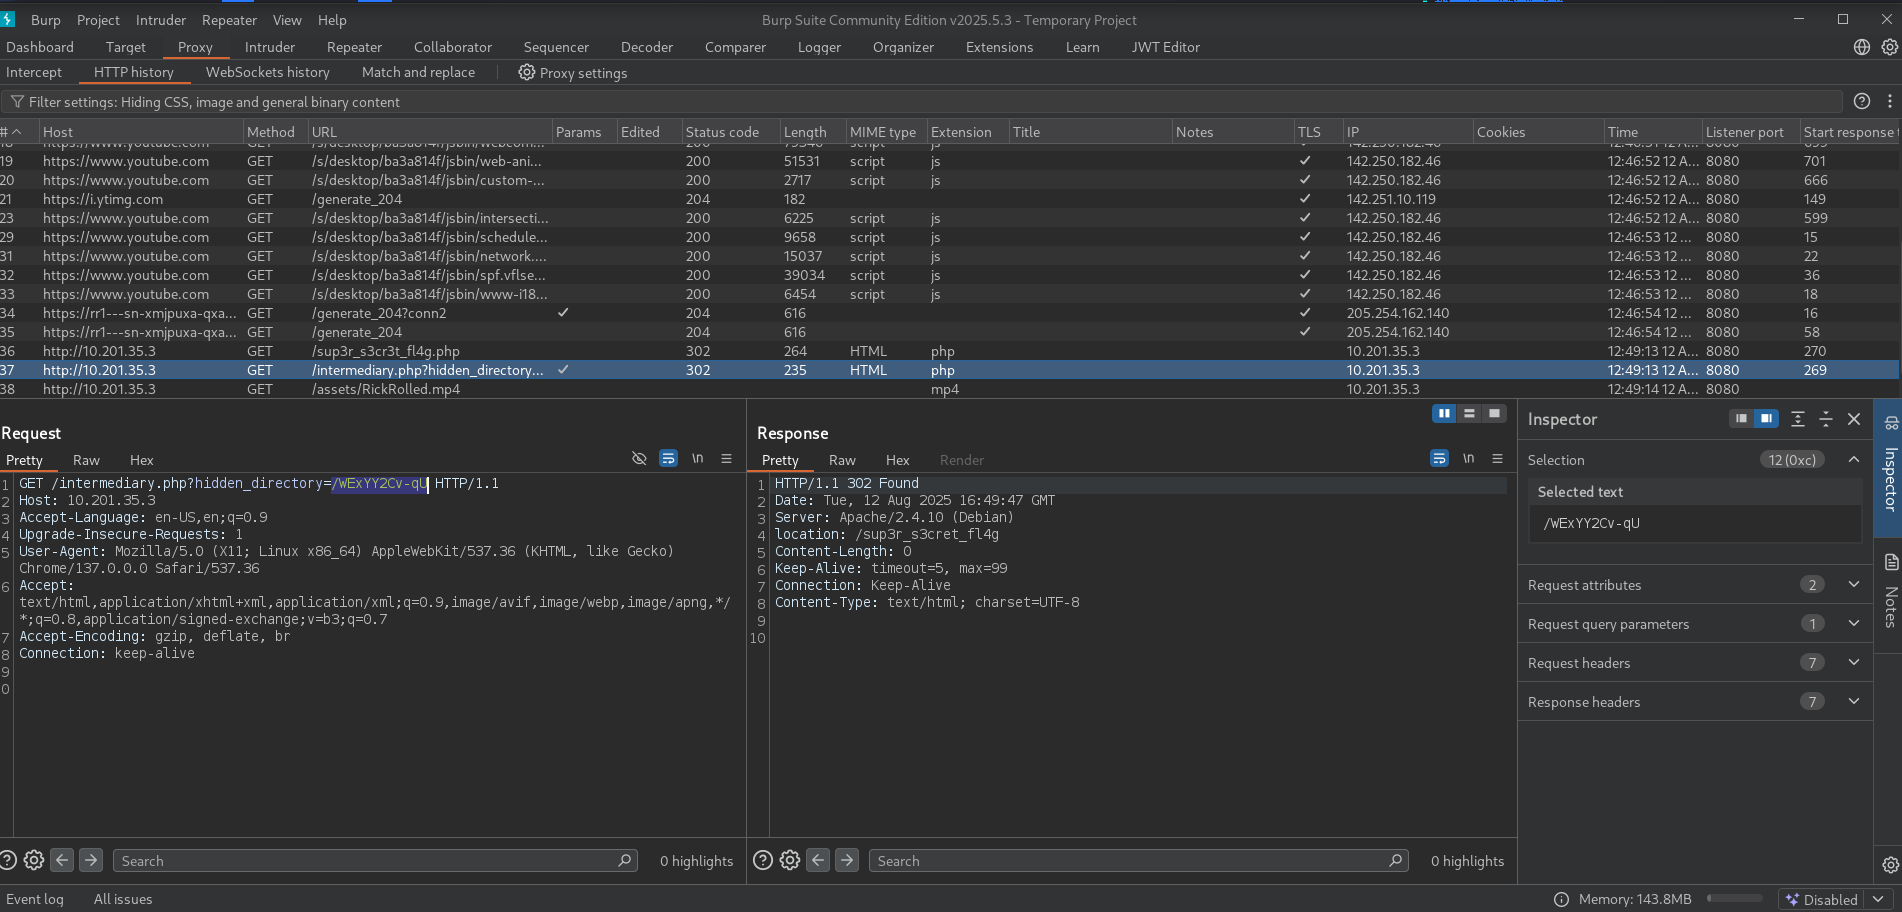 Burp Project Intruder Repeater View Help Burp Suite Community Edition v2025.5.3 - Temporary Project
Dashboard Target Proxy Intruder Repeater Collaborator Sequencer Decoder Comparer Logger Organizer Extensions Learn JWT Editor
Intercept HTTP history WebSockets history Match and replace Proxy settings
Filter settings: Hiding CSS, image and general binary content
# Host Method URL Params Edited Status code Length MIME type Extension Title Notes TLS IP Cookies Time Listener port Start response
19 https://www.youtube.com GET /s/desktop/ba3a814f/jsbin/web-ani... 200 51531 script js ✓ 142.250.182.46 12:46:52 12 A... 8080 701
20 https://www.youtube.com GET /s/desktop/ba3a814f/jsbin/custom-... 200 2717 script js ✓ 142.250.182.46 12:46:52 12 A... 8080 666
21 https://i.ytimg.com GET /generate_204 204 182 ✓ 142.251.10.119 12:46:52 12 A... 8080 149
23 https://www.youtube.com GET /s/desktop/ba3a814f/jsbin/intersecti... 200 6225 script js ✓ 142.250.182.46 12:46:52 12 A... 8080 599
29 https://www.youtube.com GET /s/desktop/ba3a814f/jsbin/schedule... 200 9658 script js ✓ 142.250.182.46 12:46:53 12 ... 8080 15
31 https://www.youtube.com GET /s/desktop/ba3a814f/jsbin/network.... 200 15037 script js ✓ 142.250.182.46 12:46:53 12 ... 8080 22
32 https://www.youtube.com GET /s/desktop/ba3a814f/jsbin/spf.vflse... 200 39034 script js ✓ 142.250.182.46 12:46:53 12 ... 8080 36
33 https://www.youtube.com GET /s/desktop/ba3a814f/jsbin/www-i18... 200 6454 script js ✓ 142.250.182.46 12:46:53 12 ... 8080 18
34 https://rr1---sn-xmjpuxa-qxa... GET /generate_204?conn2 ✓ 204 616 ✓ 205.254.162.140 12:46:54 12 ... 8080 16
35 https://rr1---sn-xmjpuxa-qxa... GET /generate_204 204 616 ✓ 205.254.162.140 12:46:54 12 ... 8080 58
36 http://10.201.35.3 GET /sup3r_s3cr3t_fl4g.php 302 264 HTML php 10.201.35.3 12:49:13 12 A... 8080 270
37 http://10.201.35.3 GET /intermediary.php?hidden_directory... ✓ 302 235 HTML php 10.201.35.3 12:49:13 12 A... 8080 269
38 http://10.201.35.3 GET /assets/RickRolled.mp4 mp4 10.201.35.3 12:49:14 12 A... 8080
Request
Pretty Raw Hex \n
1 GET /intermediary.php?hidden_directory=/WExYY2Cv-qU HTTP/1.1
2 Host: 10.201.35.3
3 Accept-Language: en-US,en;q=0.9
4 Upgrade-Insecure-Requests: 1
5 User-Agent: Mozilla/5.0 (X11; Linux x86_64) AppleWebKit/537.36 (KHTML, like Gecko)
Chrome/137.0.0.0 Safari/537.36
6 Accept:
text/html,application/xhtml+xml,application/xml;q=0.9,image/avif,image/webp,image/apng,*/
*;q=0.8,application/signed-exchange;v=b3;q=0.7
7 Accept-Encoding: gzip, deflate, br
8 Connection: keep-alive
9
0
Search 0 highlights
Response
Pretty Raw Hex Render \n
1 HTTP/1.1 302 Found
2 Date: Tue, 12 Aug 2025 16:49:47 GMT
3 Server: Apache/2.4.10 (Debian)
4 location: /sup3r_s3cret_fl4g
5 Content-Length: 0
6 Keep-Alive: timeout=5, max=99
7 Connection: Keep-Alive
8 Content-Type: text/html; charset=UTF-8
9
10
Search 0 highlights
Inspector
Selection 12 (0xc)
Selected text
/WExYY2Cv-qU
Request attributes 2
Request query parameters 1
Request headers 7
Response headers 7
Inspector
Notes
Event log All issues Memory: 143.8MB Disabled